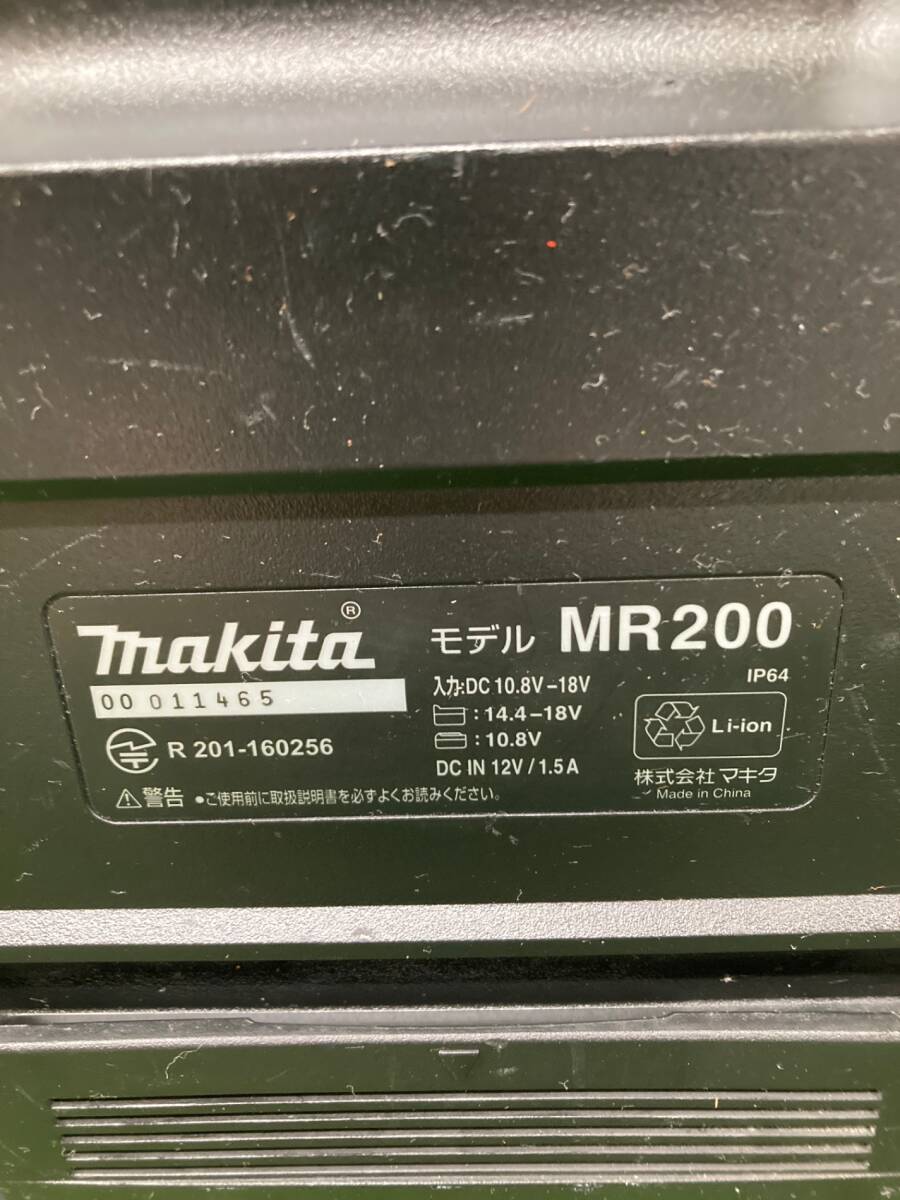 makita®
モデル MR200
00 011465
R 201-160256
入力:DC 10.8V-18V
:14.4-18V
:10.8V
DC IN 12V/1.5A
IP64
Li-ion
株式会社 マキタ
Made in China
⚠警告 ●ご使用前に取扱説明書を必ずよくお読みください。